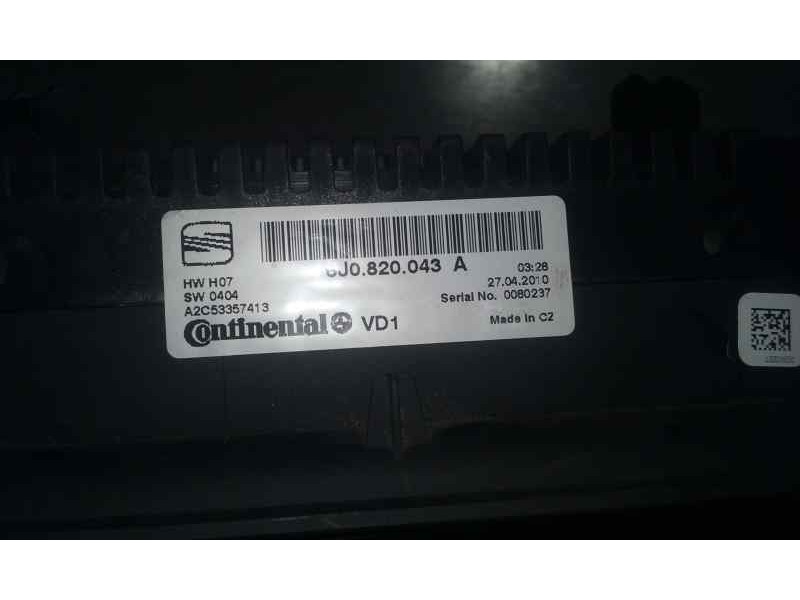 6J0.820.043 A
03:28
27.04.2010
Serial No. 0080237
HW H07
SW 0404
A2C53357413
Continental VD1
Made in C2